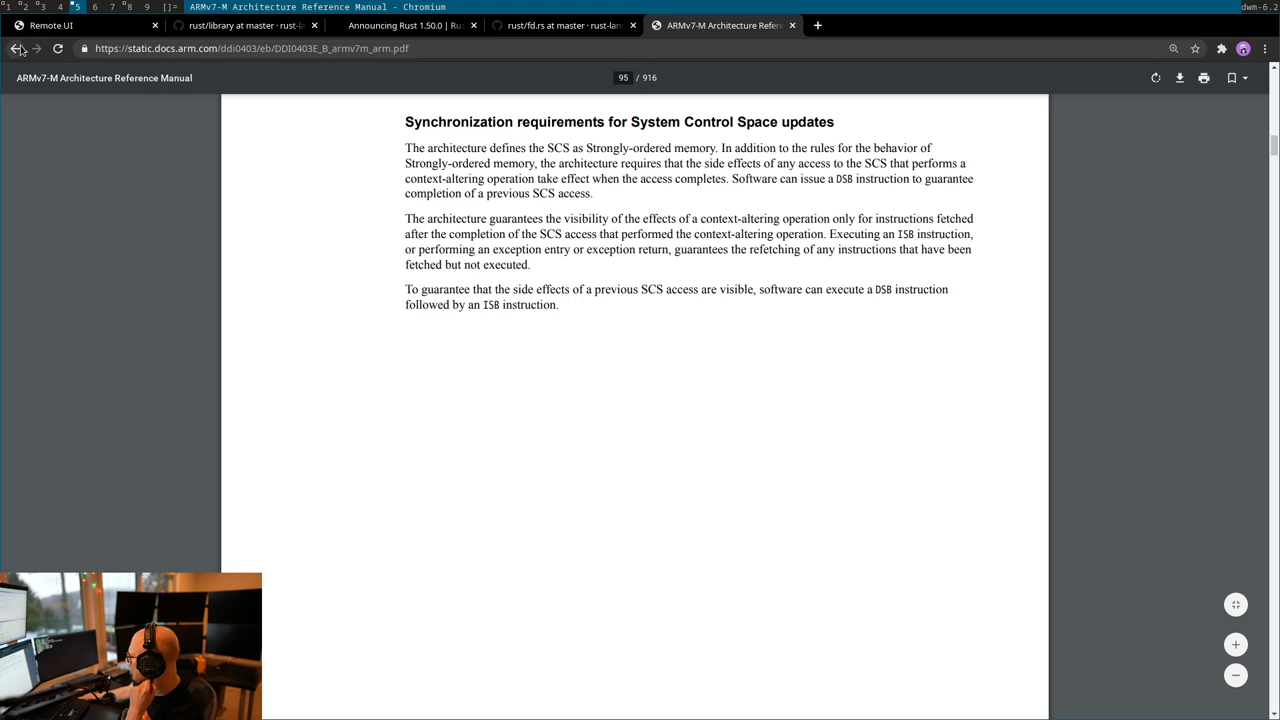 1 2 3 4 5 6 7 8 9 []= ARMv7-M Architecture Reference Manual - Chromium dwm-6.2
Remote UI rust/library at master · rust-la Announcing Rust 1.50.0 | Rus rust/fd.rs at master · rust-lan ARMv7-M Architecture Refere
https://static.docs.arm.com/ddi0403/eb/DDI0403E_B_armv7m_arm.pdf
ARMv7-M Architecture Reference Manual 95 / 916
Synchronization requirements for System Control Space updates
The architecture defines the SCS as Strongly-ordered memory. In addition to the rules for the behavior of
Strongly-ordered memory, the architecture requires that the side effects of any access to the SCS that performs a
context-altering operation take effect when the access completes. Software can issue a DSB instruction to guarantee
completion of a previous SCS access.
The architecture guarantees the visibility of the effects of a context-altering operation only for instructions fetched
after the completion of the SCS access that performed the context-altering operation. Executing an ISB instruction,
or performing an exception entry or exception return, guarantees the refetching of any instructions that have been
fetched but not executed.
To guarantee that the side effects of a previous SCS access are visible, software can execute a DSB instruction
followed by an ISB instruction.